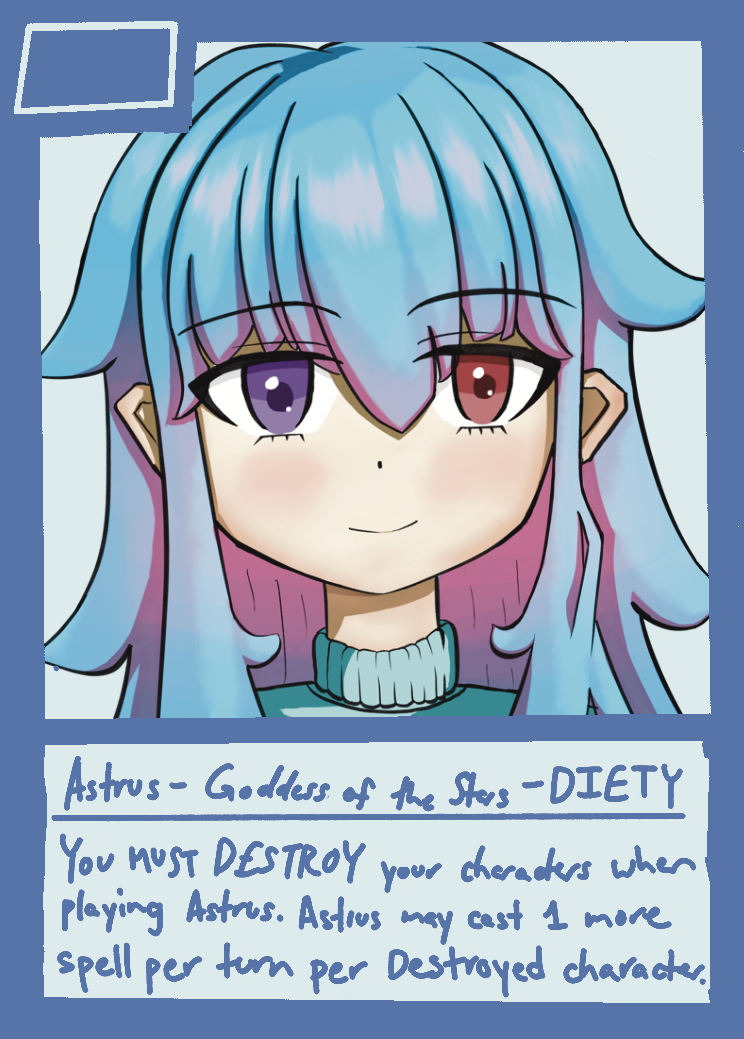 Astrus - Goddess of the Stars - DIETY
You MUST DESTROY your characters when
playing Astrus. Astrus may cast 1 more
spell per turn per Destroyed character.